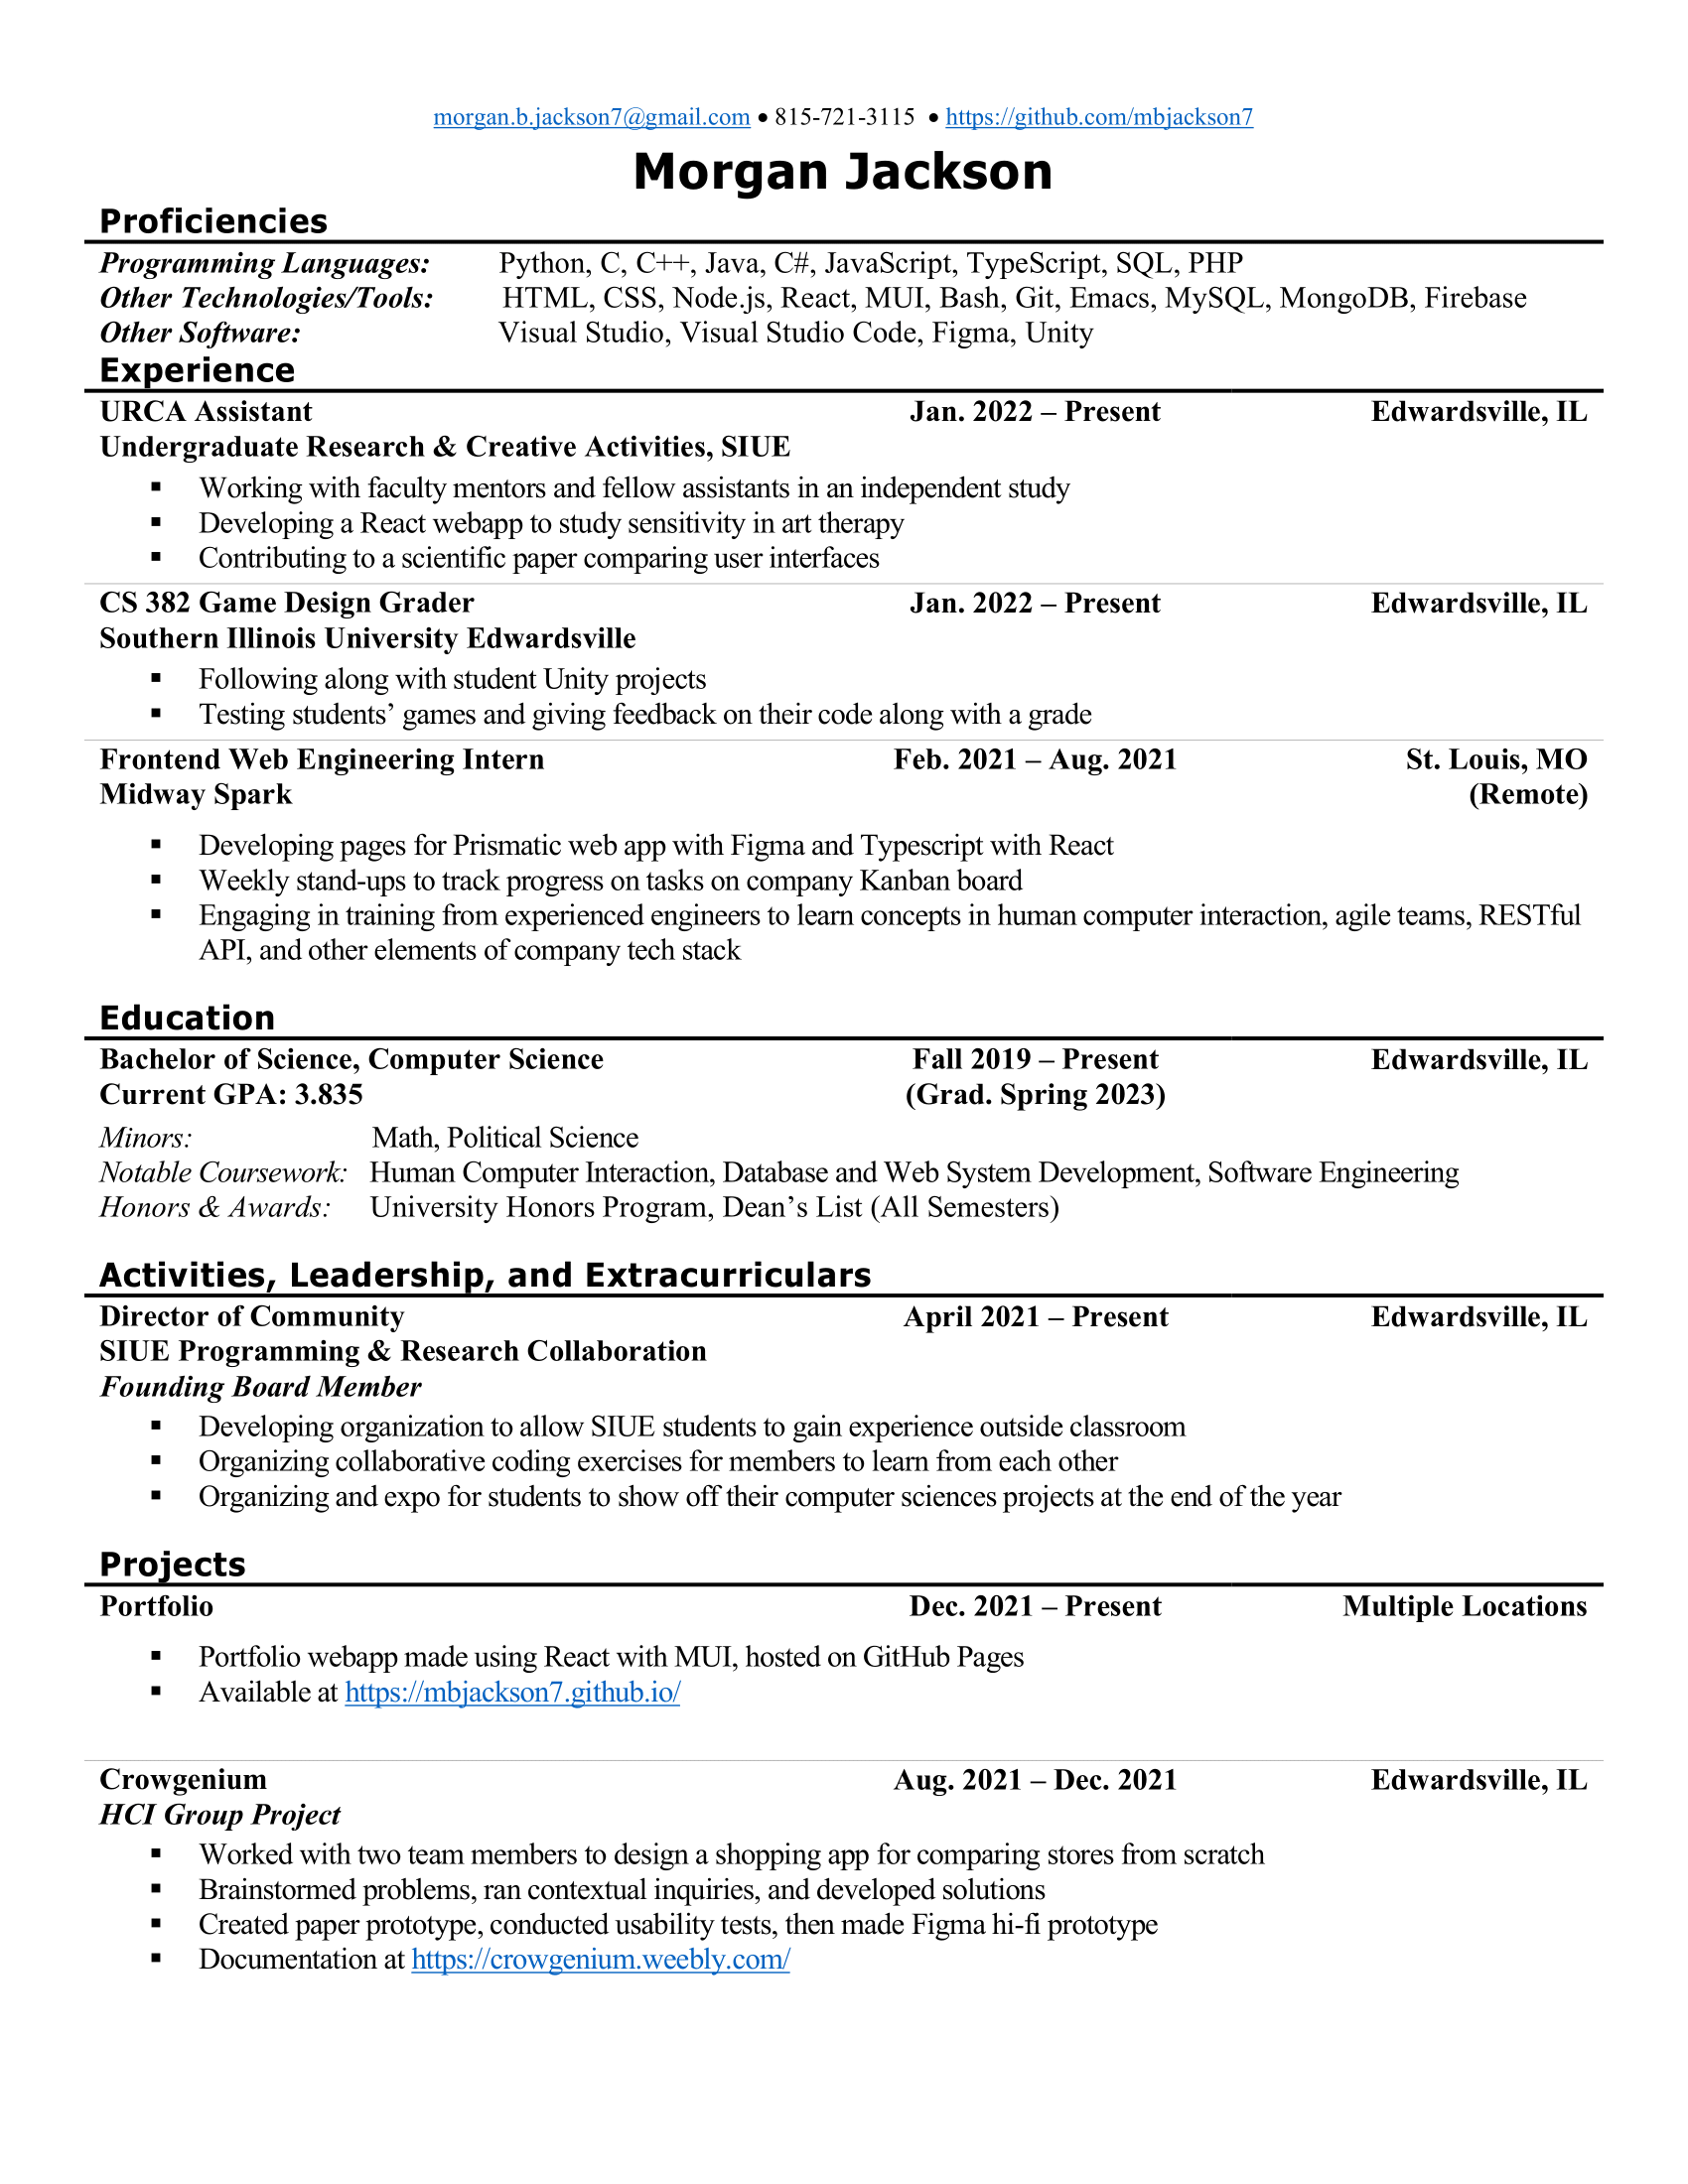 morgan.b.jackson7@gmail.com • 815-721-3115 • https://github.com/mbjackson7
Morgan Jackson
Proficiencies
Programming Languages: Python, C, C++, Java, C#, JavaScript, TypeScript, SQL, PHP
Other Technologies/Tools: HTML, CSS, Node.js, React, MUI, Bash, Git, Emacs, MySQL, MongoDB, Firebase
Other Software: Visual Studio, Visual Studio Code, Figma, Unity
Experience
URCA Assistant Jan. 2022 – Present Edwardsville, IL
Undergraduate Research & Creative Activities, SIUE
▪ Working with faculty mentors and fellow assistants in an independent study
▪ Developing a React webapp to study sensitivity in art therapy
▪ Contributing to a scientific paper comparing user interfaces
CS 382 Game Design Grader Jan. 2022 – Present Edwardsville, IL
Southern Illinois University Edwardsville
▪ Following along with student Unity projects
▪ Testing students’ games and giving feedback on their code along with a grade
Frontend Web Engineering Intern Feb. 2021 – Aug. 2021 St. Louis, MO
Midway Spark (Remote)
▪ Developing pages for Prismatic web app with Figma and Typescript with React
▪ Weekly stand-ups to track progress on tasks on company Kanban board
▪ Engaging in training from experienced engineers to learn concepts in human computer interaction, agile teams, RESTful
API, and other elements of company tech stack
Education
Bachelor of Science, Computer Science Fall 2019 – Present Edwardsville, IL
Current GPA: 3.835 (Grad. Spring 2023)
Minors: Math, Political Science
Notable Coursework: Human Computer Interaction, Database and Web System Development, Software Engineering
Honors & Awards: University Honors Program, Dean’s List (All Semesters)
Activities, Leadership, and Extracurriculars
Director of Community April 2021 – Present Edwardsville, IL
SIUE Programming & Research Collaboration
Founding Board Member
▪ Developing organization to allow SIUE students to gain experience outside classroom
▪ Organizing collaborative coding exercises for members to learn from each other
▪ Organizing and expo for students to show off their computer sciences projects at the end of the year
Projects
Portfolio Dec. 2021 – Present Multiple Locations
▪ Portfolio webapp made using React with MUI, hosted on GitHub Pages
▪ Available at https://mbjackson7.github.io/
Crowgenium Aug. 2021 – Dec. 2021 Edwardsville, IL
HCI Group Project
▪ Worked with two team members to design a shopping app for comparing stores from scratch
▪ Brainstormed problems, ran contextual inquiries, and developed solutions
▪ Created paper prototype, conducted usability tests, then made Figma hi-fi prototype
▪ Documentation at https://crowgenium.weebly.com/